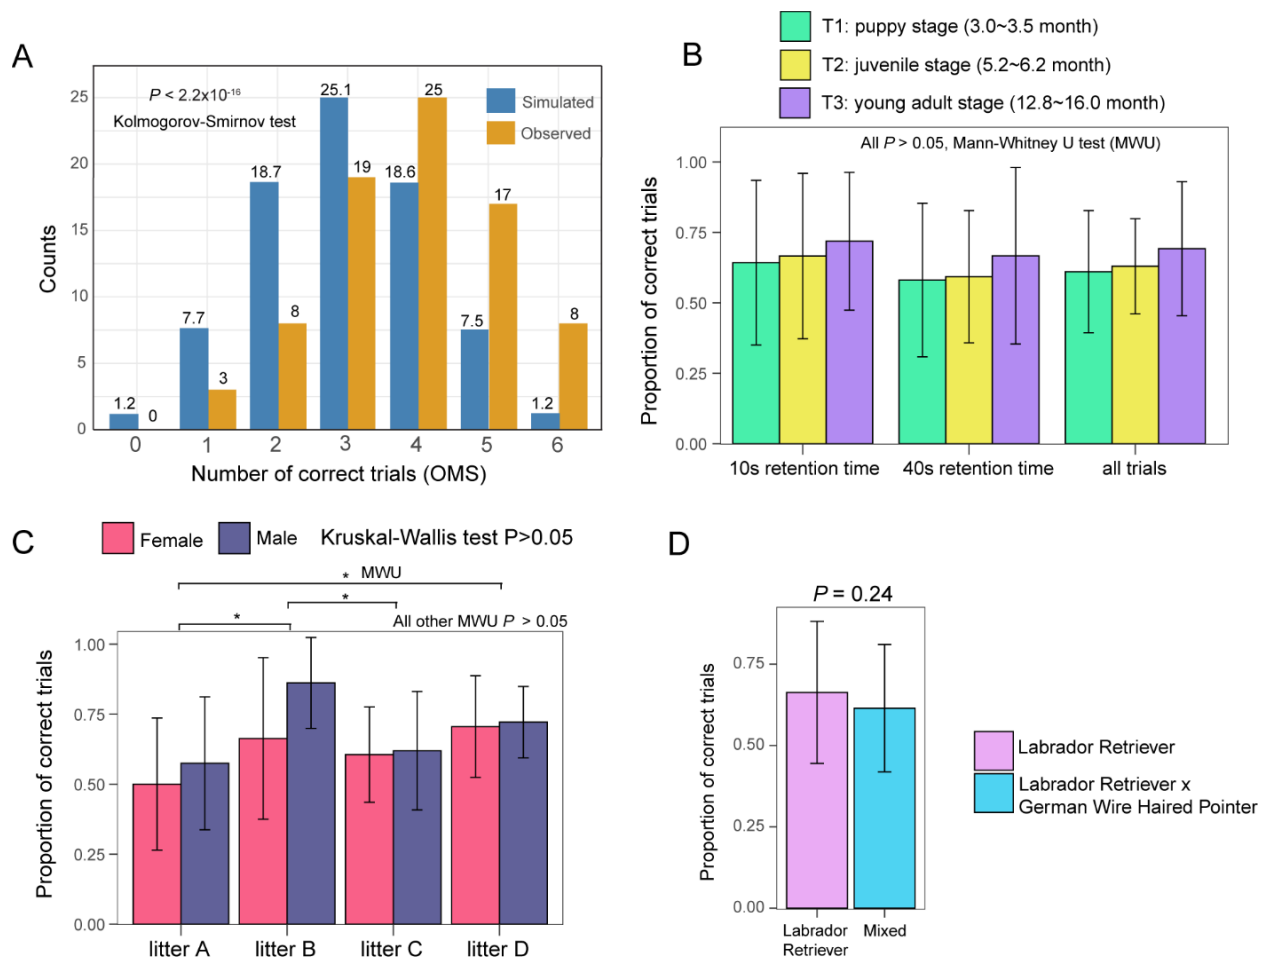 A
P < 2.2x10-16
Kolmogorov-Smirnov test
Simulated
Observed
Counts
25
20
15
10
5
0
1.2
0
7.7
3
18.7
8
25.1
19
18.6
25
7.5
17
1.2
8
0 1 2 3 4 5 6
Number of correct trials (OMS)
B
T1: puppy stage (3.0~3.5 month)
T2: juvenile stage (5.2~6.2 month)
T3: young adult stage (12.8~16.0 month)
All P > 0.05, Mann-Whitney U test (MWU)
Proportion of correct trials
1.00
0.75
0.50
0.25
0.00
10s retention time
40s retention time
all trials
C
Female
Male
Kruskal-Wallis test P>0.05
* MWU
*
*
All other MWU P > 0.05
Proportion of correct trials
1.00
0.75
0.50
0.25
0.00
litter A
litter B
litter C
litter D
D
P = 0.24
Proportion of correct trials
0.75
0.50
0.25
0.00
Labrador
Retriever
Mixed
Labrador Retriever
Labrador Retriever x
German Wire Haired Pointer